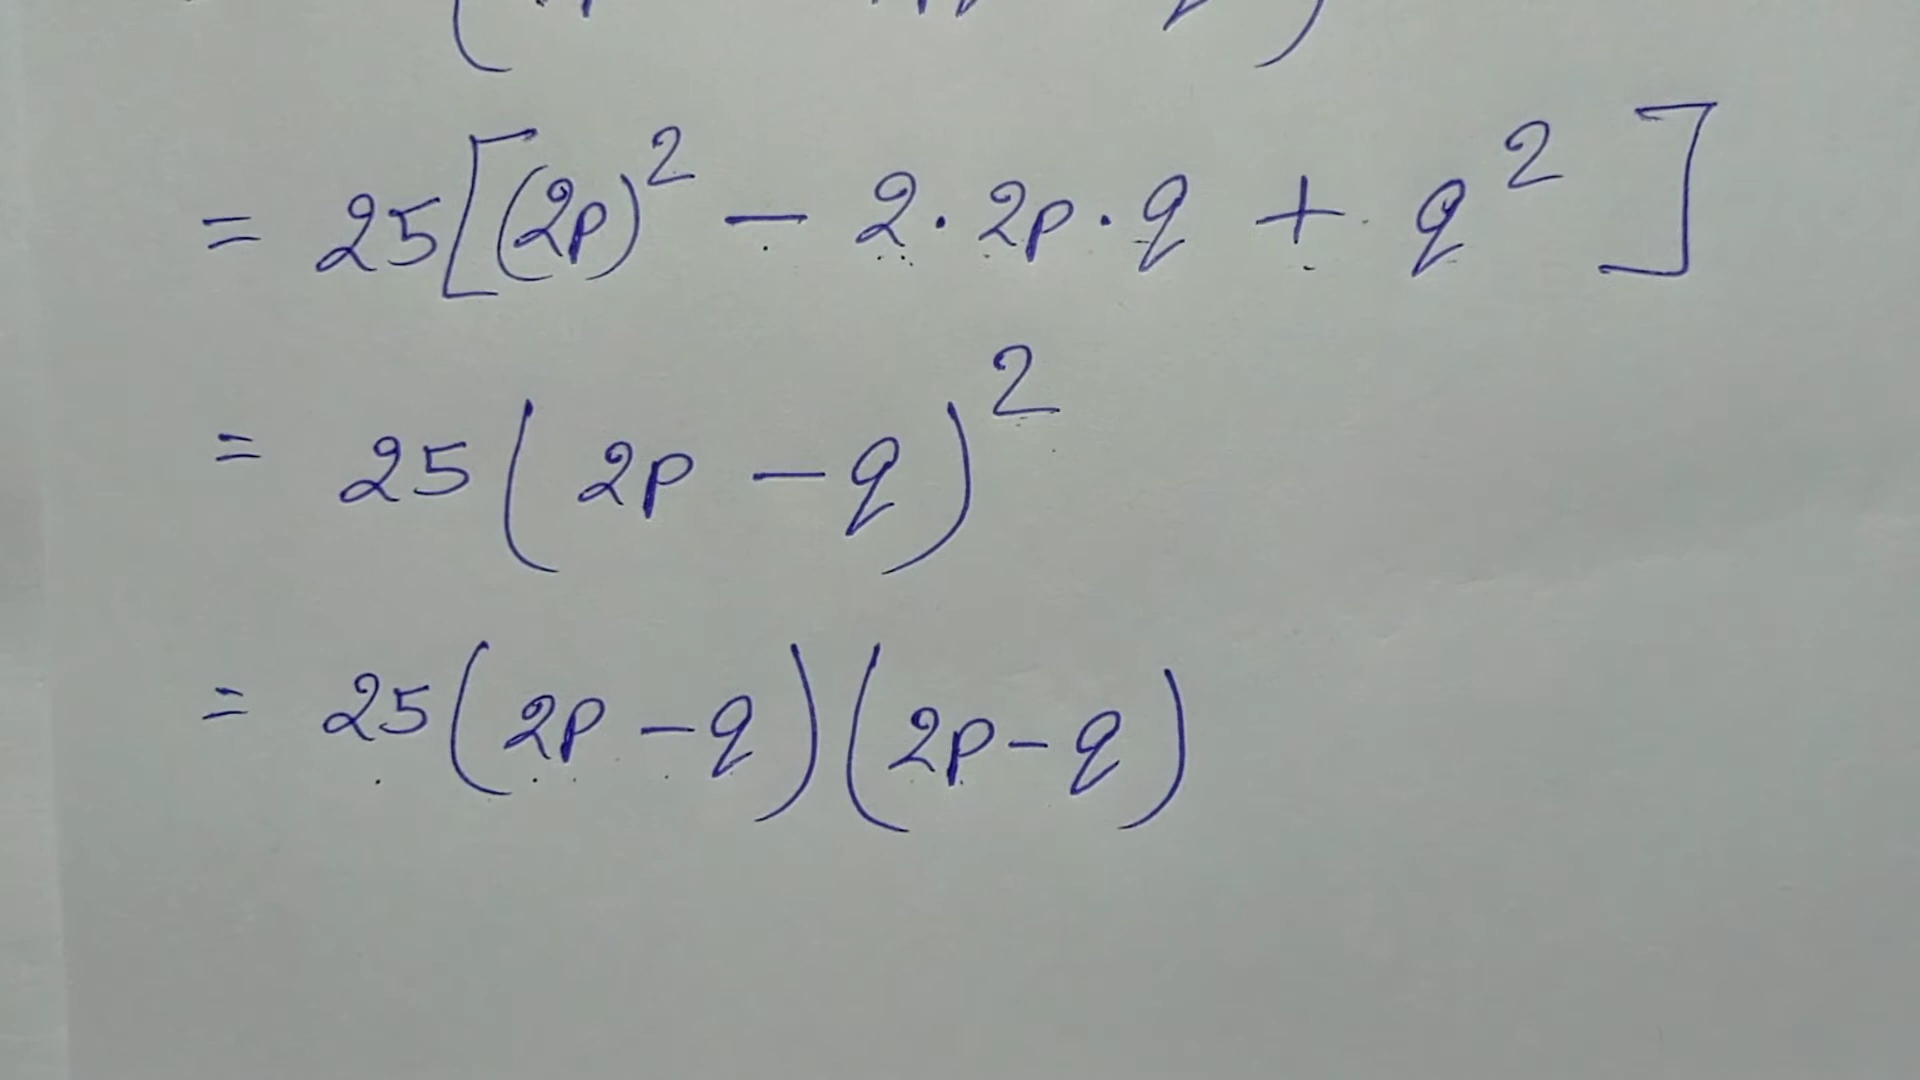 = 25[(2p)² - 2·2p·q + q²]
= 25(2p - q)²
= 25(2p - q)(2p - q)